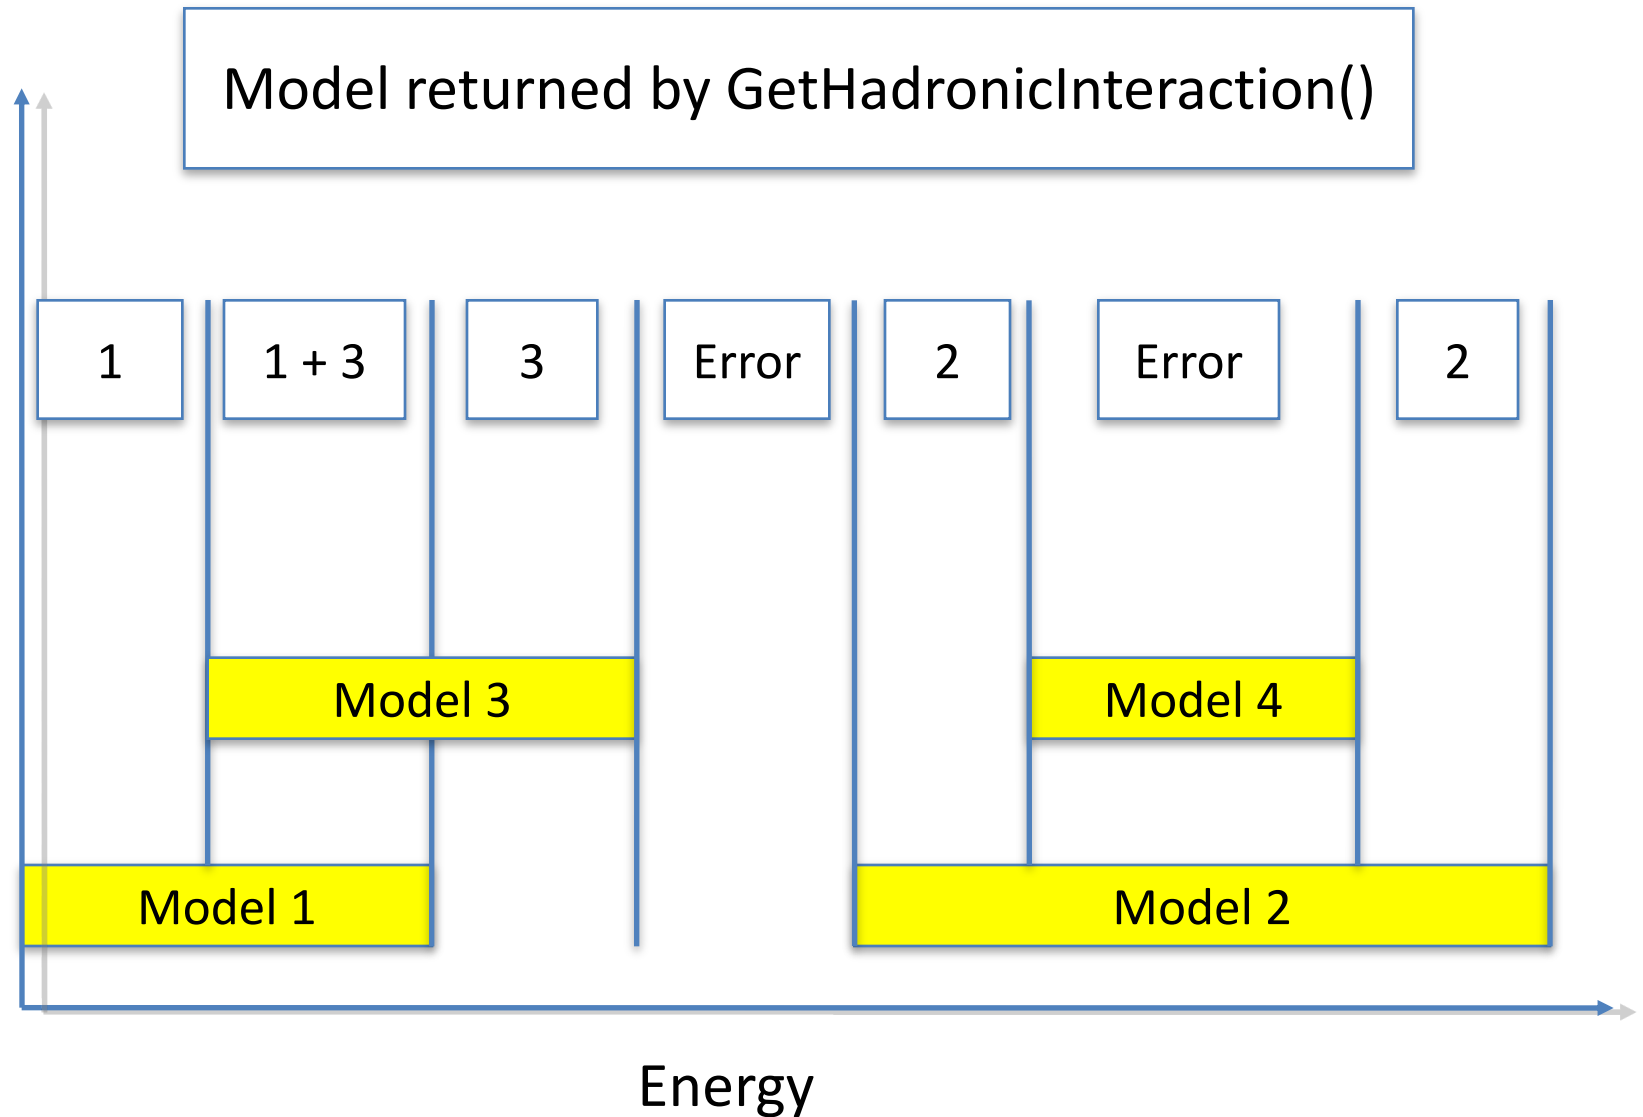 Model returned by GetHadronicInteraction()
1
1 + 3
3
Error
2
Error
2
Model 3
Model 4
Model 1
Model 2
Energy